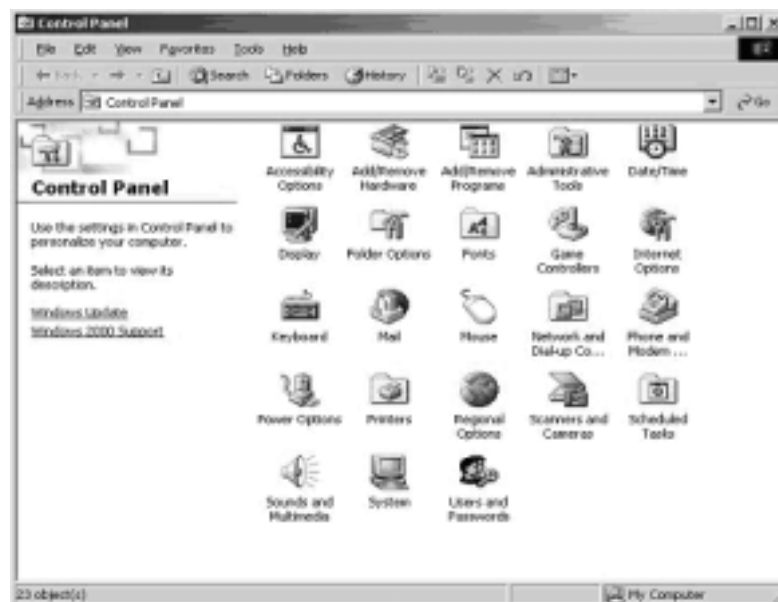 Control Panel
File Edit View Favorites Tools Help
Back Search Folders History
Address Control Panel Go
Control Panel
Use the settings in Control Panel to
personalize your computer.
Select an item to view its
description.
Windows Update
Windows 2000 Support
Accessibility
Options
Add/Remove
Hardware
Add/Remove
Programs
Administrative
Tools
Date/Time
Display
Folder Options
Fonts
Game
Controllers
Internet
Options
Keyboard
Mail
Mouse
Network and
Dial-up Co...
Phone and
Modem ...
Power Options
Printers
Regional
Options
Scanners and
Cameras
Scheduled
Tasks
Sounds and
Multimedia
System
Users and
Passwords
23 object(s)
My Computer